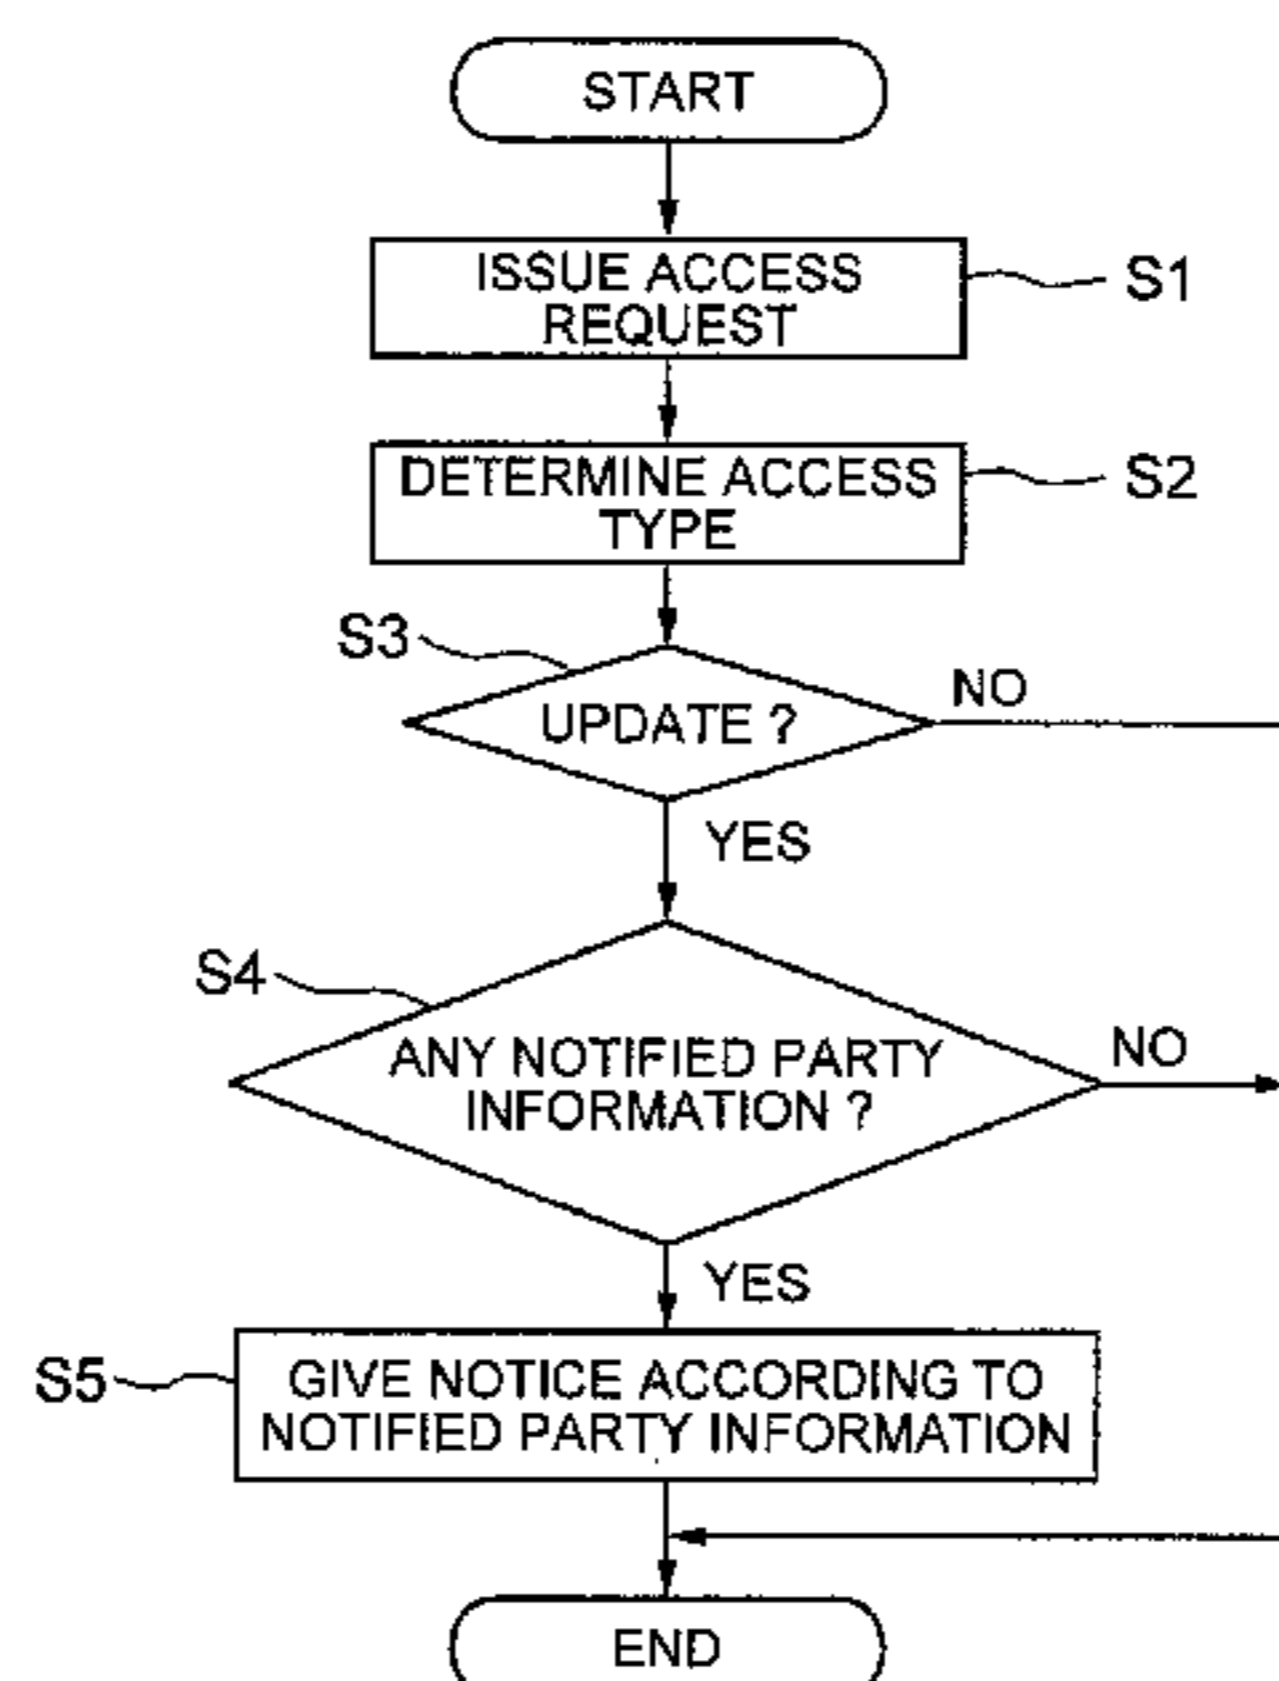 START
ISSUE ACCESS
REQUEST
S1
DETERMINE ACCESS
TYPE
S2
S3
UPDATE ?
NO
YES
S4
ANY NOTIFIED PARTY
INFORMATION ?
NO
YES
S5
GIVE NOTICE ACCORDING TO
NOTIFIED PARTY INFORMATION
END